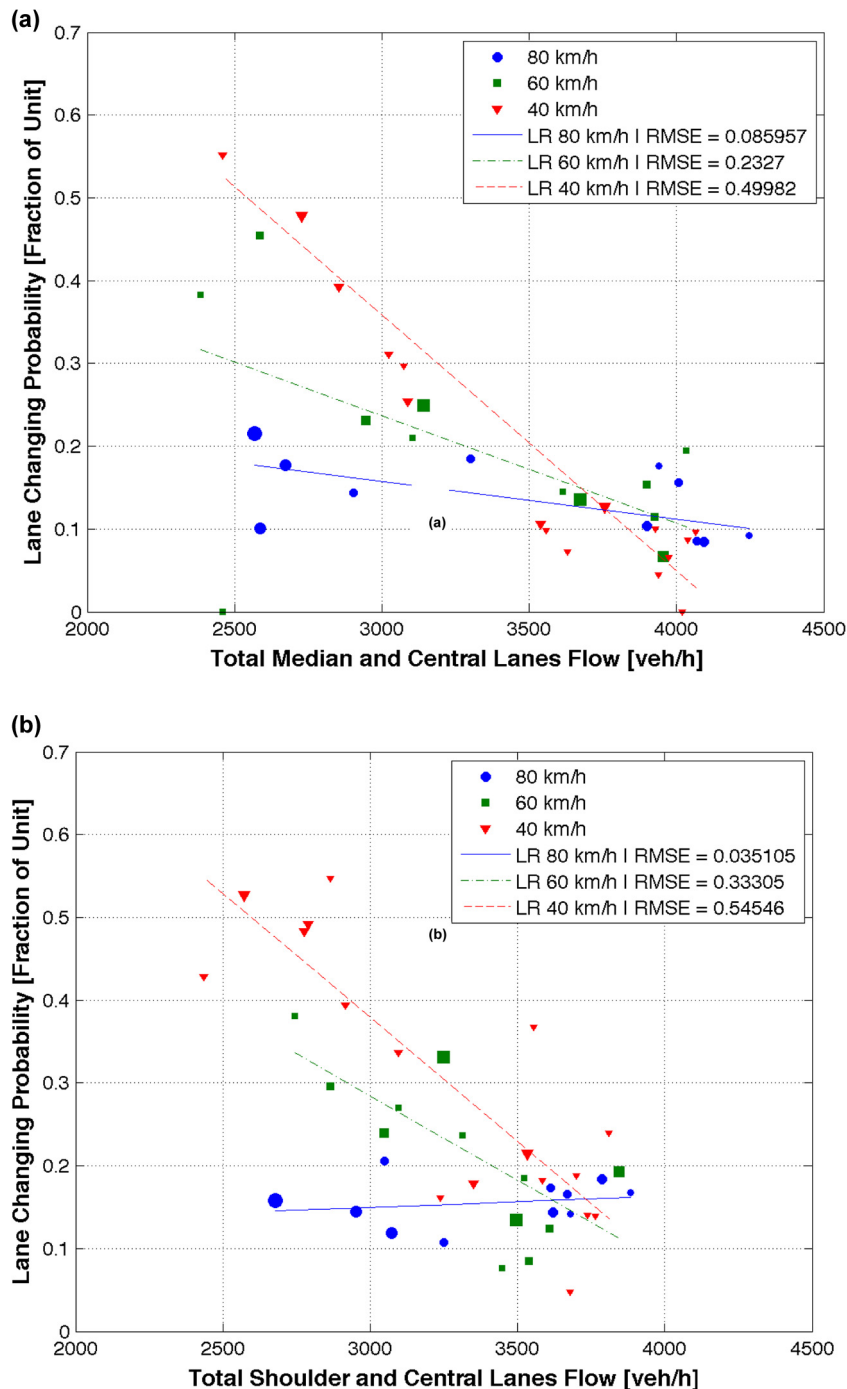 (a)
0.7
0.6
0.5
0.4
0.3
0.2
0.1
0
Lane Changing Probability [Fraction of Unit]
80 km/h
60 km/h
40 km/h
LR 80 km/h | RMSE = 0.085957
LR 60 km/h | RMSE = 0.2327
LR 40 km/h | RMSE = 0.49982
(a)
2000 2500 3000 3500 4000 4500
Total Median and Central Lanes Flow [veh/h]
(b)
0.7
0.6
0.5
0.4
0.3
0.2
0.1
0
Lane Changing Probability [Fraction of Unit]
80 km/h
60 km/h
40 km/h
LR 80 km/h | RMSE = 0.035105
LR 60 km/h | RMSE = 0.33305
LR 40 km/h | RMSE = 0.54546
(b)
2000 2500 3000 3500 4000 4500
Total Shoulder and Central Lanes Flow [veh/h]